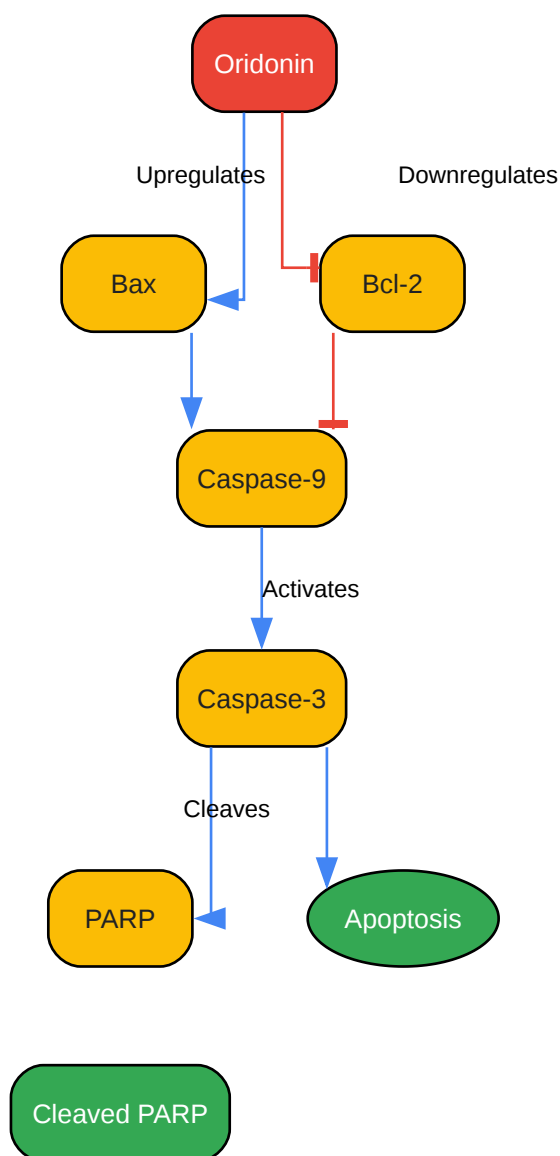 Oridonin
Upregulates
Downregulates
Bax
Bcl-2
Caspase-9
Activates
Caspase-3
Cleaves
PARP
Apoptosis
Cleaved PARP